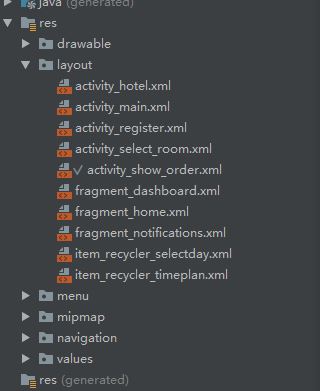 java (generated)
res
drawable
layout
activity_hotel.xml
activity_main.xml
activity_register.xml
activity_select_room.xml
activity_show_order.xml
fragment_dashboard.xml
fragment_home.xml
fragment_notifications.xml
item_recycler_selectday.xml
item_recycler_timeplan.xml
menu
mipmap
navigation
values
res (generated)